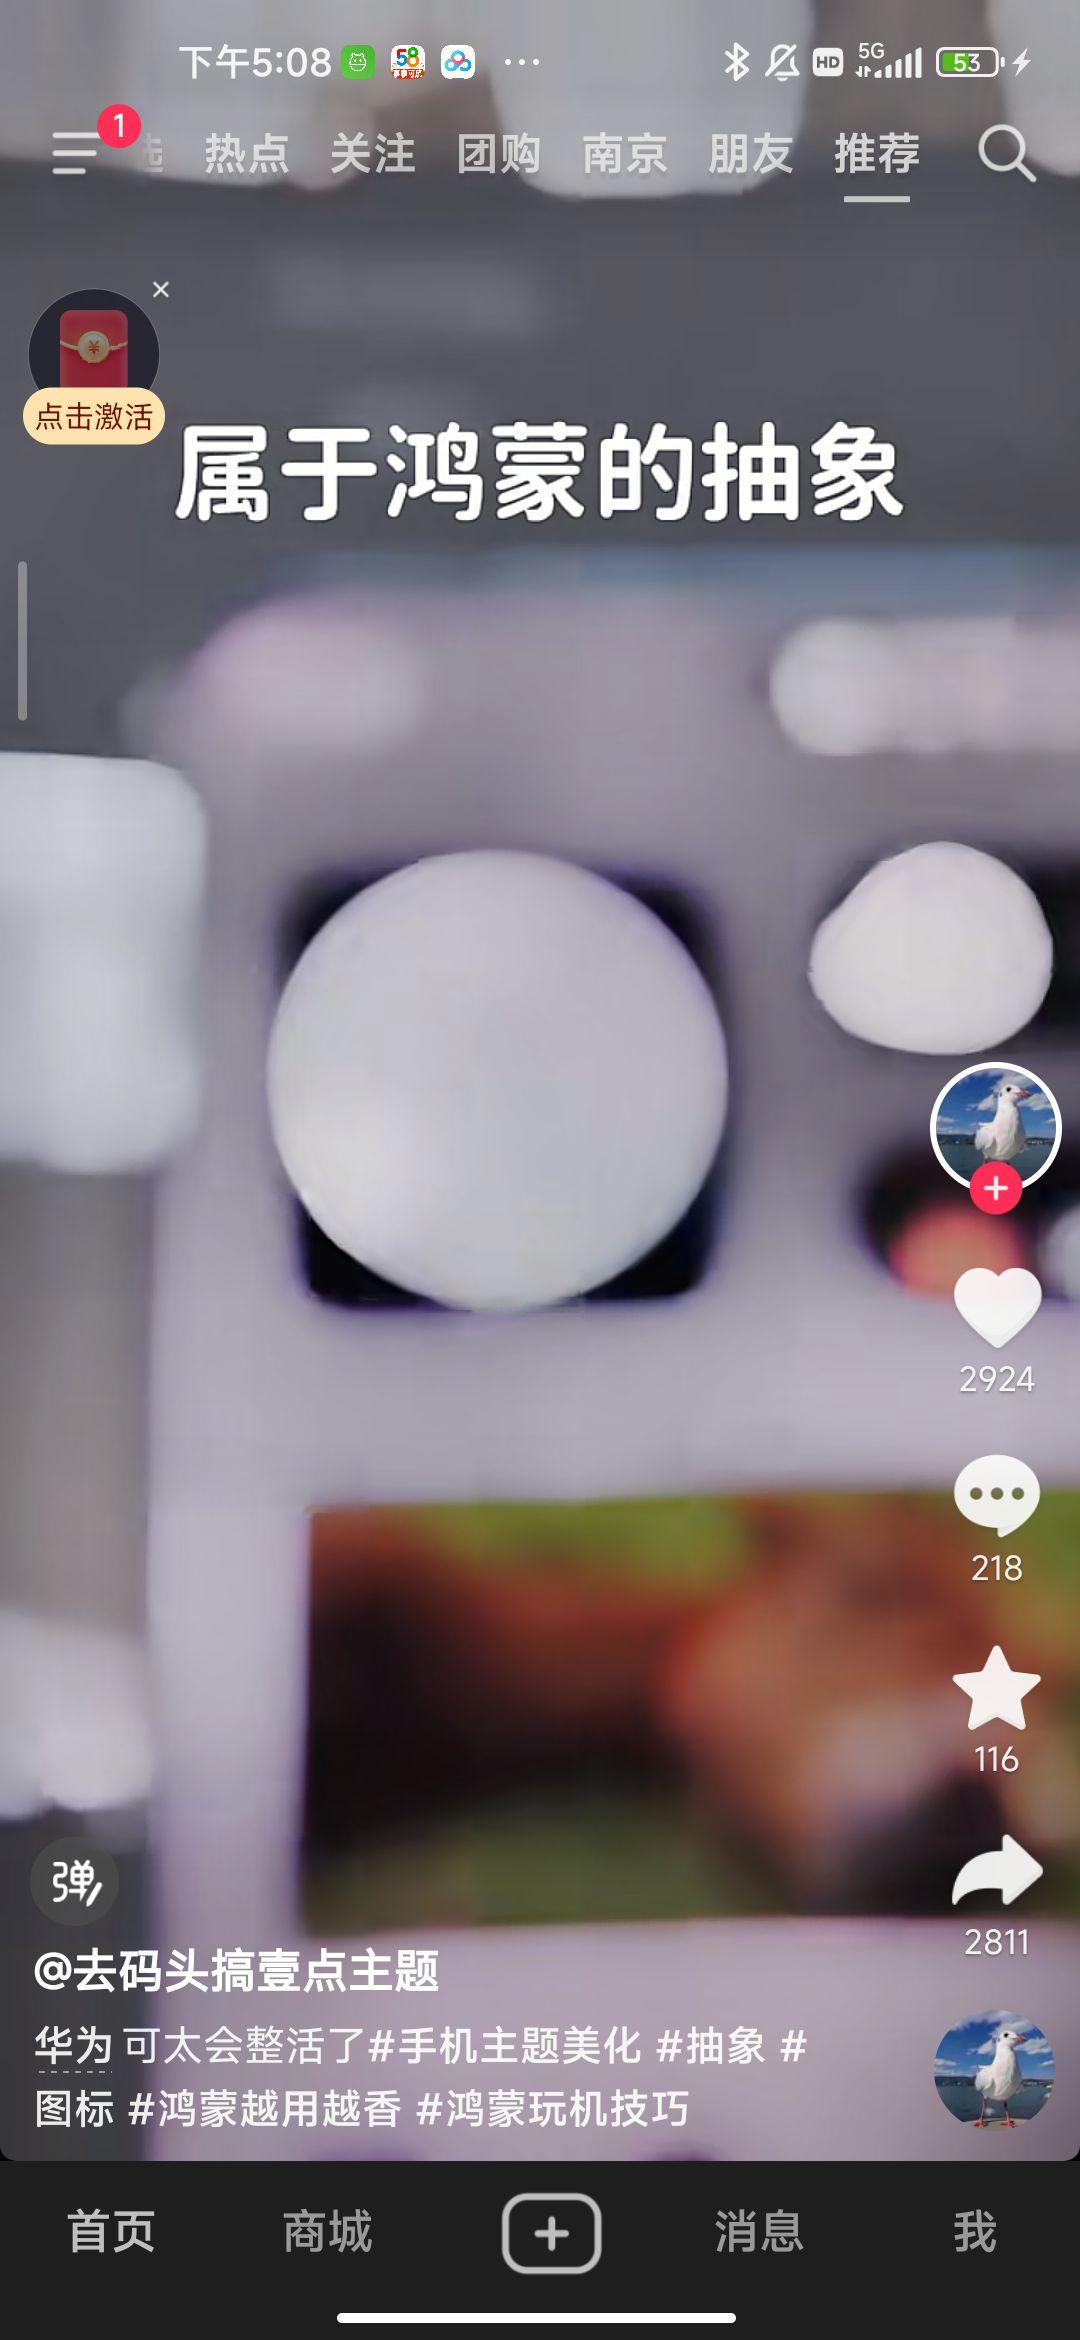 下午5:08
58
HD
5G
53
1
热点 关注 团购 南京 朋友 推荐
点击激活
属于鸿蒙的抽象
2924
218
116
2811
弹
@去码头搞壹点主题
华为 可太会整活了#手机主题美化 #抽象 #
图标 #鸿蒙越用越香 #鸿蒙玩机技巧
首页 商城 消息 我